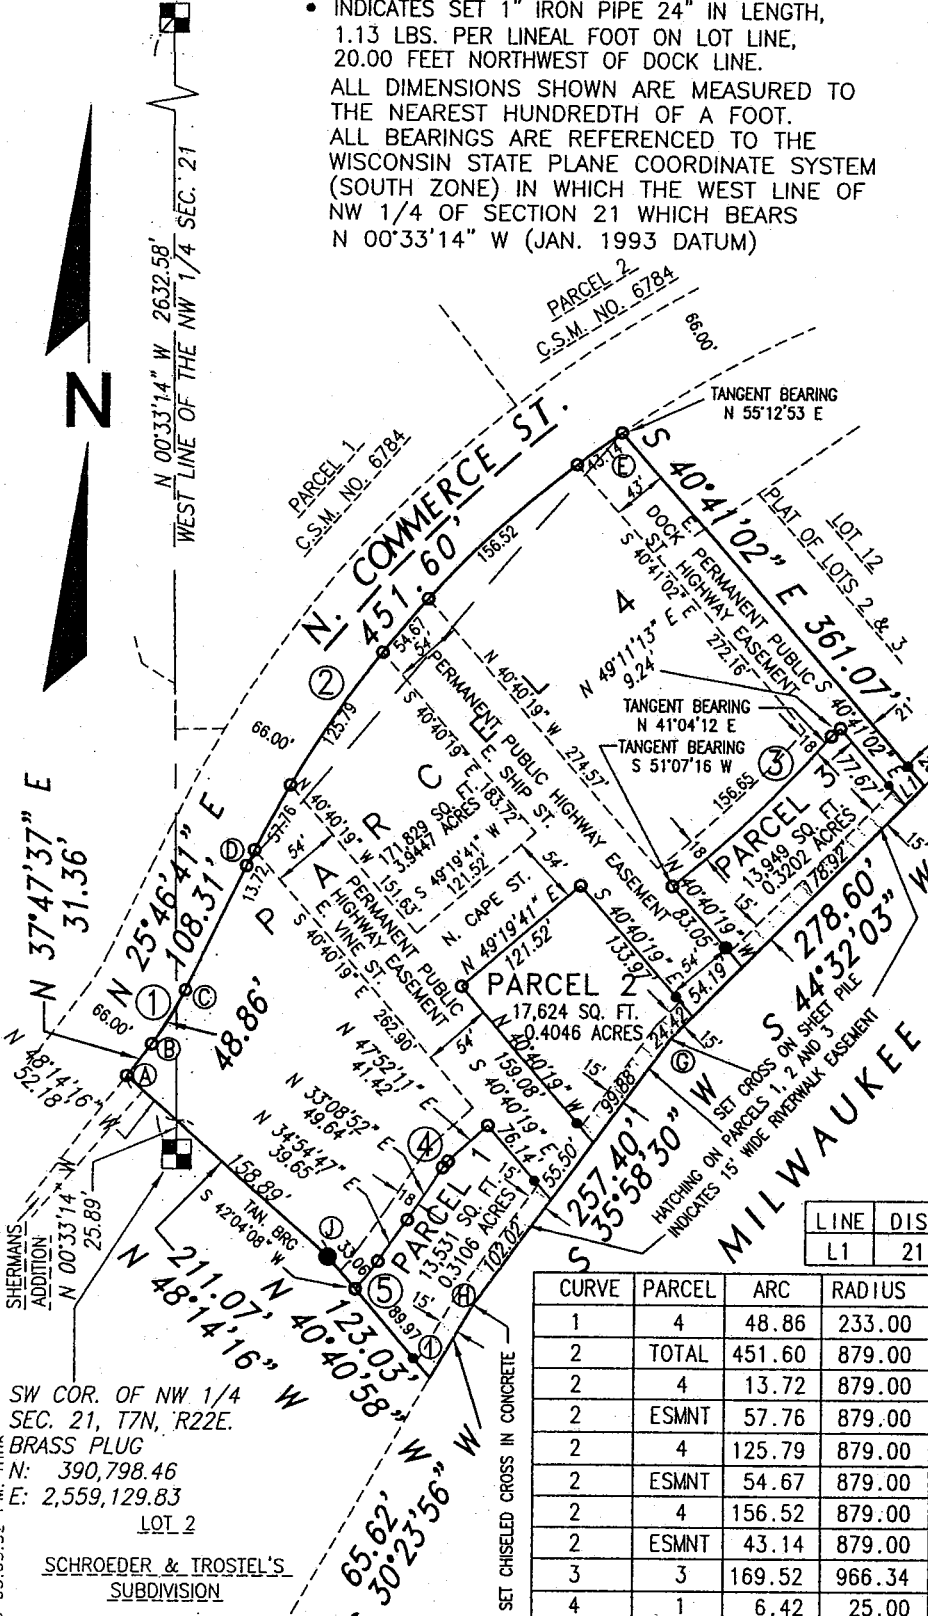 • INDICATES SET 1" IRON PIPE 24" IN LENGTH,
1.13 LBS. PER LINEAL FOOT ON LOT LINE,
20.00 FEET NORTHWEST OF DOCK LINE.
ALL DIMENSIONS SHOWN ARE MEASURED TO
THE NEAREST HUNDREDTH OF A FOOT.
ALL BEARINGS ARE REFERENCED TO THE
WISCONSIN STATE PLANE COORDINATE SYSTEM
(SOUTH ZONE) IN WHICH THE WEST LINE OF
NW 1/4 OF SECTION 21 WHICH BEARS
N 00°33'14" W (JAN. 1993 DATUM)
N 00°33'14" W 2632.58'
WEST LINE OF THE NW 1/4 SEC. 21
N
PARCEL 2
C.S.M. NO. 6784
66.00'
PARCEL 1
C.S.M. NO. 6784
N. COMMERCE ST.
451.60'
TANGENT BEARING
N 55°12'53 E
43.14
E
43'
S 40°41'02" E 361.07'
LOT 12
PLAT OF LOTS 2 & 3
DOCK PERMANENT PUBLIC
ST. HIGHWAY EASEMENT
S 40°41'02" E
272.16'
156.52
54.67
54'
2
125.79
66.00'
PARCEL 4
171,829 SQ. FT.
3.9447 ACRES
N 49°11'13" E
9.24'
TANGENT BEARING
N 41°04'12 E
TANGENT BEARING
S 51°07'16 W
PERMANENT PUBLIC HIGHWAY EASEMENT
E. SHIP ST.
N 40°40'19" W 274.57'
S 40°40'19" E 183.72'
S 49°19'41" W
121.52'
N 40°40'19" W
151.63'
3
156.65
18
18
S 40°41'02" E
77.67'
21'
L1
PARCEL 3
13,949 SQ. FT.
0.3202 ACRES
178.92'
15'
15'
N 40°40'19" W
83.05'
N 37°47'37" E
31.36'
N 25°46'41" E
108.31'
D
57.76
13.72
54'
PERMANENT PUBLIC
HIGHWAY EASEMENT
E. VINE ST.
S 40°40'19" E
262.90'
N. CAPE ST.
N 49°19'41" E
121.52'
54'
S 40°40'19" E
133.97'
54'
54.19'
278.60'
S 44°32'03" W
PARCEL 2
17,624 SQ. FT.
0.4046 ACRES
24.42
15'
G
1
66.00'
C
48.86'
B
A
N 48°14'16" W
52.18'
54'
N 40°40'19" W
159.08'
15'
99.88'
257.40'
S 35°58'30" W
SET CROSS ON SHEET PILE
ON PARCELS 1, 2 AND 3
HATCHING INDICATES 15' WIDE RIVERWALK EASEMENT
MILWAUKEE
N 47°52'11" E
41.42'
N 33°08'52" E
49.64'
N 34°54'47" E
39.65'
S 40°40'19" E
76.14'
4
18
PARCEL 1
13,531 SQ. FT.
0.3106 ACRES
155.50'
102.02'
H
SHERMANS
ADDITION
N 00°33'14" W
25.89'
158.89'
TAN. BRG
S 42°04'08" W
J
33.06
5
89.97'
15'
I
211.07'
N 48°14'16" W
123.03'
N 40°40'58" W
65.62'
S 30°23'56" W
SET CHISELED CROSS IN CONCRETE
SW COR. OF NW 1/4
SEC. 21, T7N, R22E.
BRASS PLUG
N: 390,798.46
E: 2,559,129.83
LOT 2
SCHROEDER & TROSTEL'S
SUBDIVISION
LINE DIS
L1 21
CURVE PARCEL ARC RADIUS
1 4 48.86 233.00
2 TOTAL 451.60 879.00
2 4 13.72 879.00
2 ESMNT 57.76 879.00
2 4 125.79 879.00
2 ESMNT 54.67 879.00
2 4 156.52 879.00
2 ESMNT 43.14 879.00
3 3 169.52 966.34
4 1 6.42 25.00